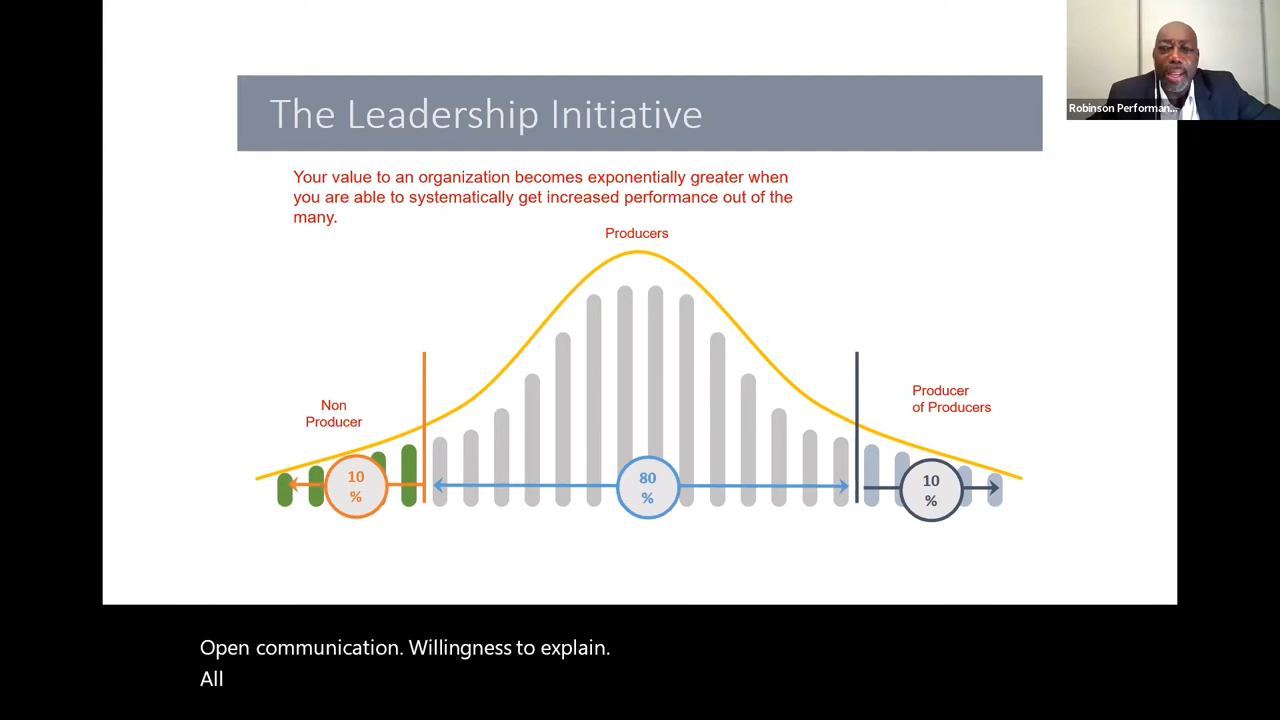 The Leadership Initiative
Robinson Performan...
Your value to an organization becomes exponentially greater when
you are able to systematically get increased performance out of the
many.
Producers
Non
Producer
Producer
of Producers
10
%
80
%
10
%
Open communication. Willingness to explain.
All